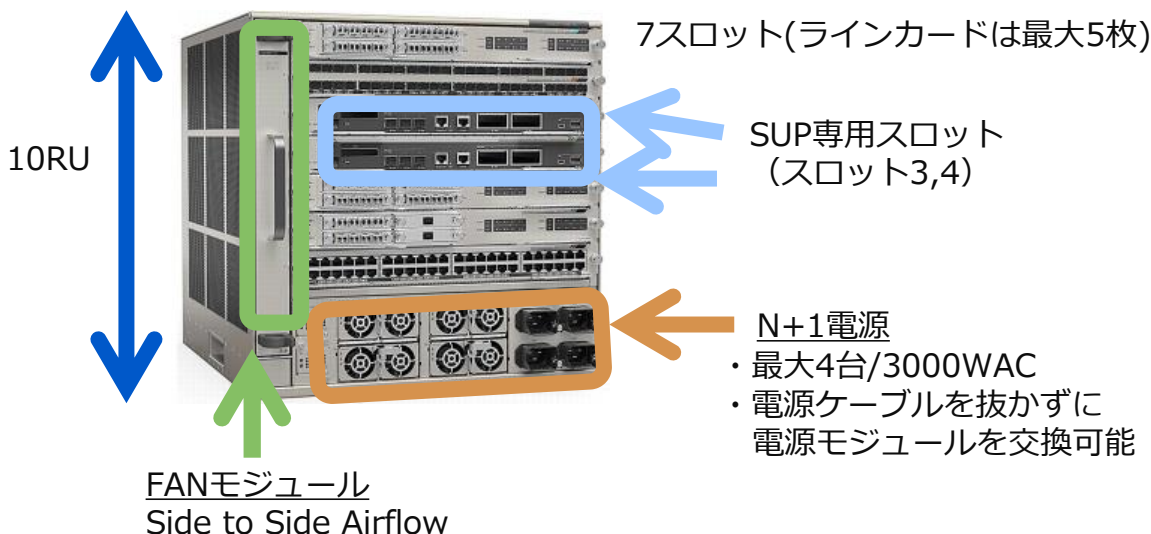 7スロット(ラインカードは最大5枚)
SUP専用スロット
（スロット3,4）
10RU
N+1電源
・最大4台/3000WAC
・電源ケーブルを抜かずに
電源モジュールを交換可能
FANモジュール
Side to Side Airflow